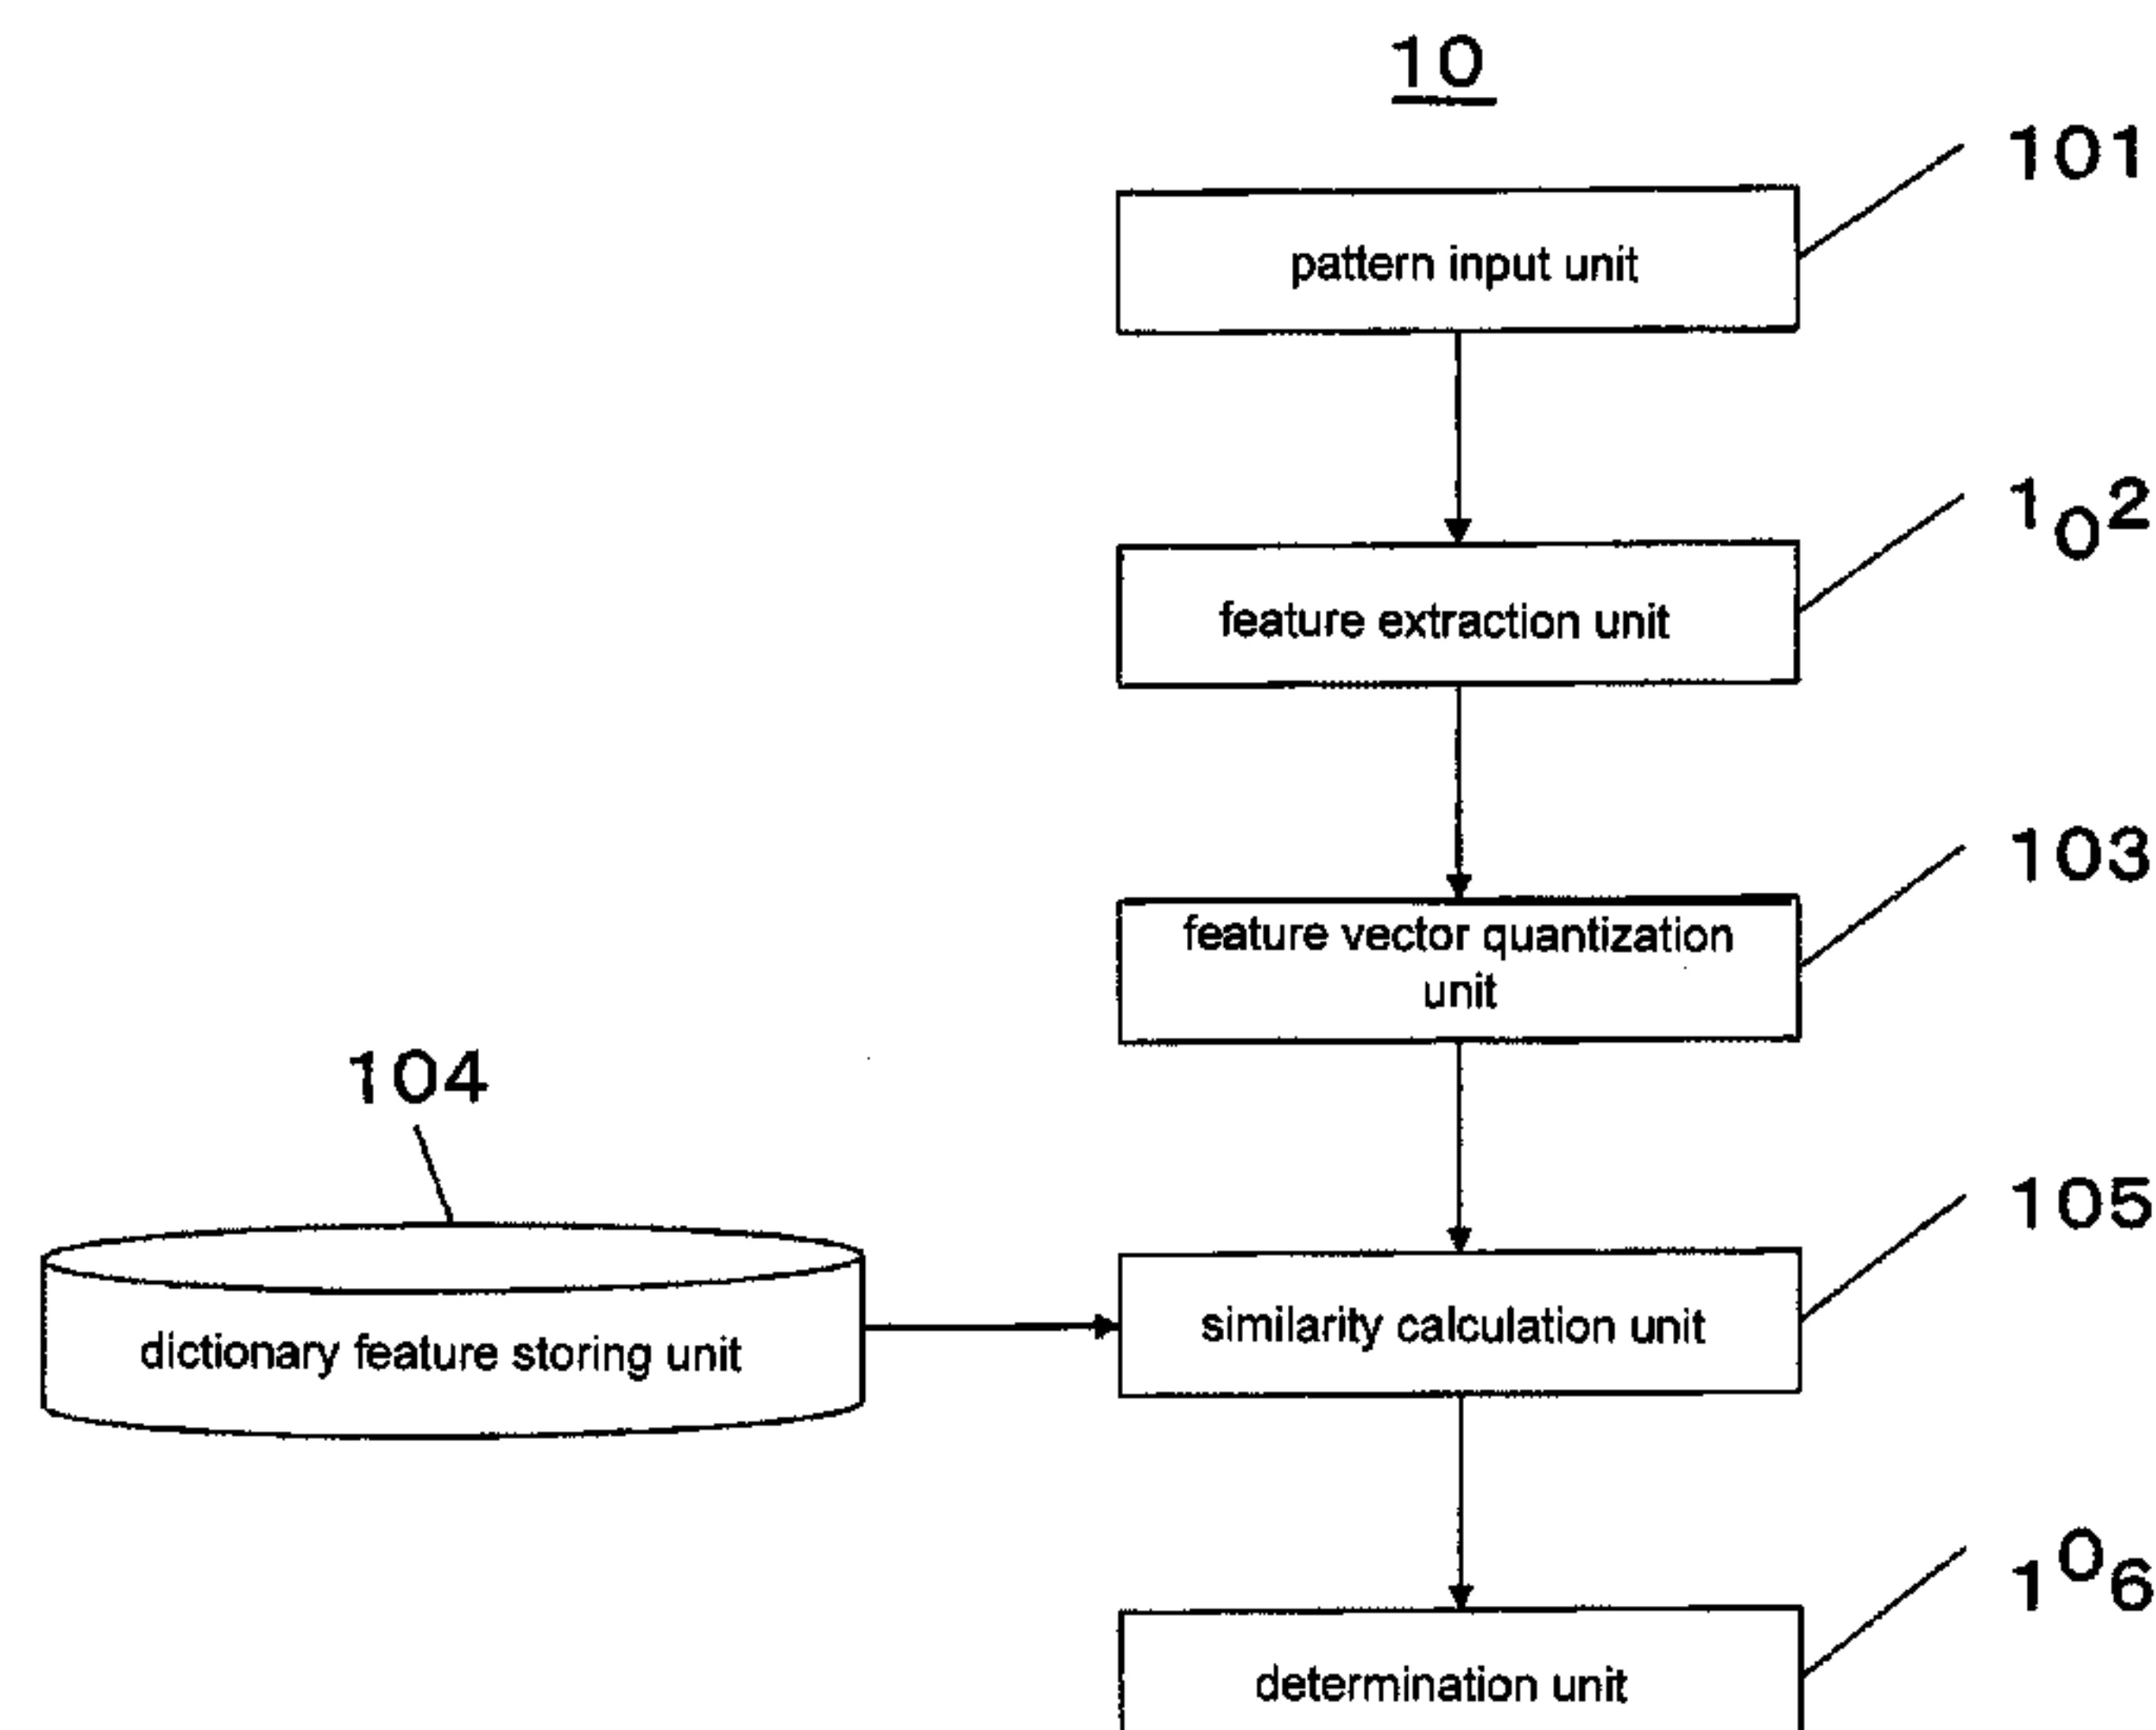 10
101
pattern input unit
102
feature extraction unit
103
feature vector quantization
unit
104
105
dictionary feature storing unit
similarity calculation unit
106
determination unit